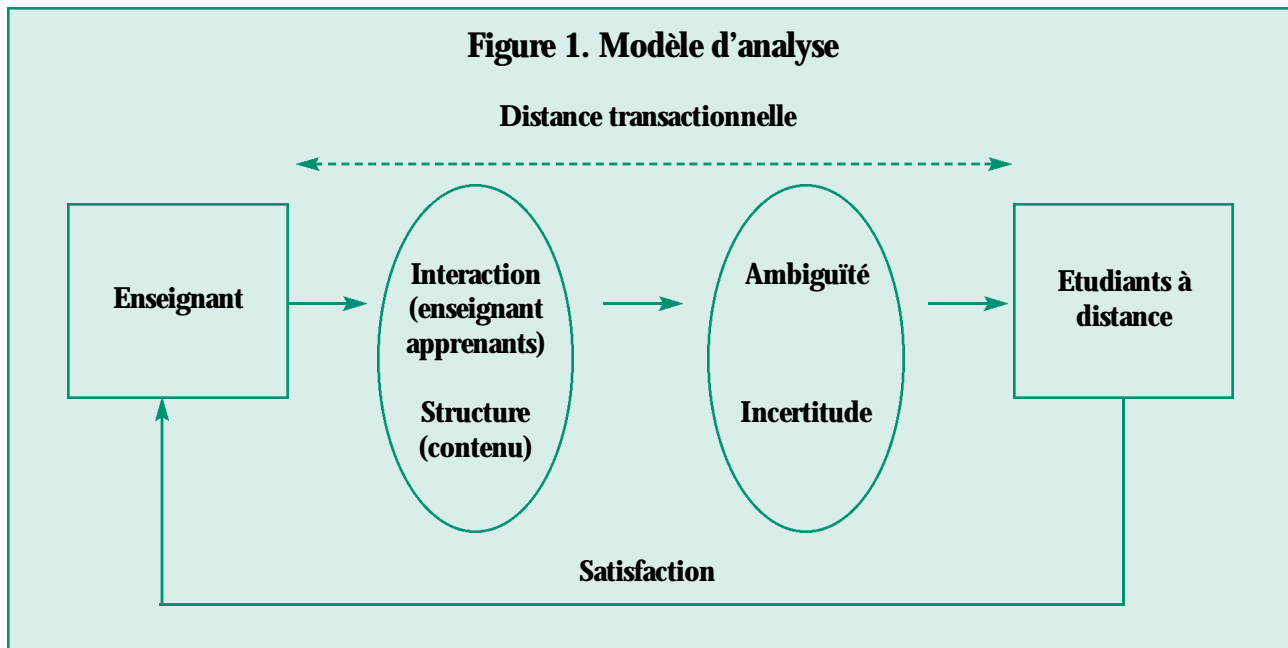 Figure 1. Modèle d'analyse
Distance transactionnelle
Enseignant
Interaction
(enseignant
apprenants)
Structure
(contenu)
Ambiguïté
Incertitude
Etudiants à
distance
Satisfaction